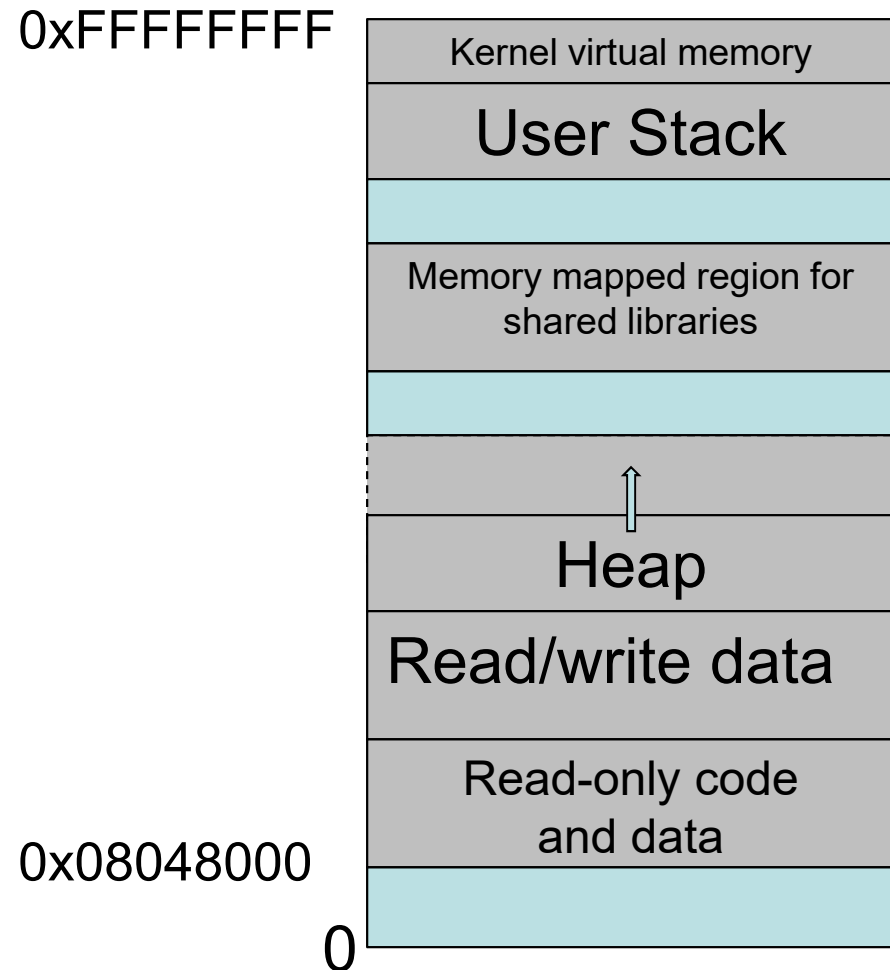 0xFFFFFFFF
Kernel virtual memory
User Stack
Memory mapped region for
shared libraries
Heap
Read/write data
Read-only code
and data
0x08048000
0